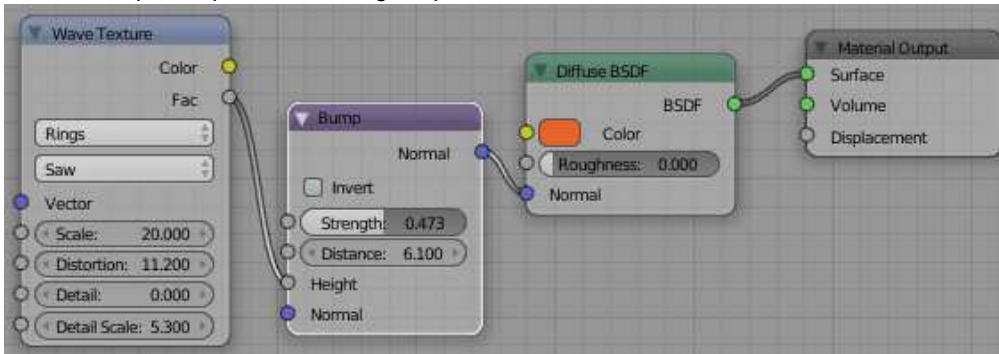 Wave Texture
Color
Fac
Rings
Saw
Vector
Scale: 20.000
Distortion: 11.200
Detail: 0.000
Detail Scale: 5.300
Bump
Normal
Invert
Strength: 0.473
Distance: 6.100
Height
Normal
Diffuse BSDF
BSDF
Color
Roughness: 0.000
Normal
Material Output
Surface
Volume
Displacement